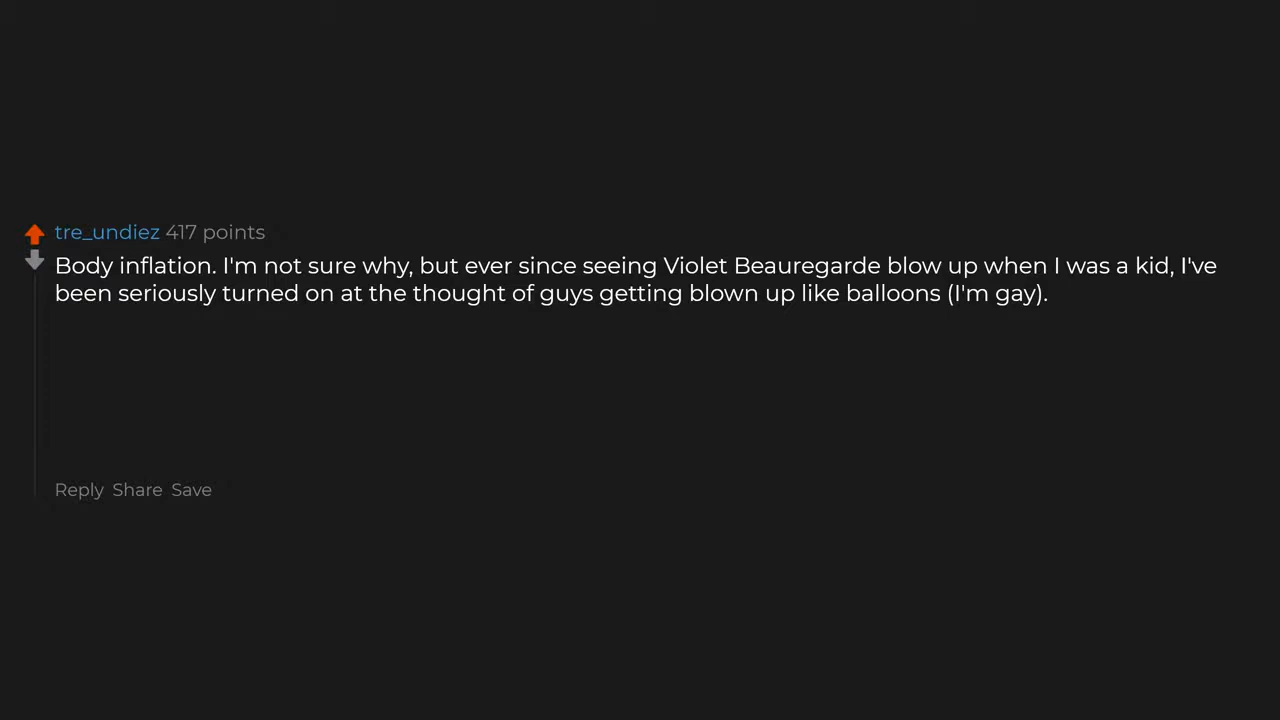 tre_undiez 417 points
Body inflation. I'm not sure why, but ever since seeing Violet Beauregarde blow up when I was a kid, I've
been seriously turned on at the thought of guys getting blown up like balloons (I'm gay).
Reply Share Save